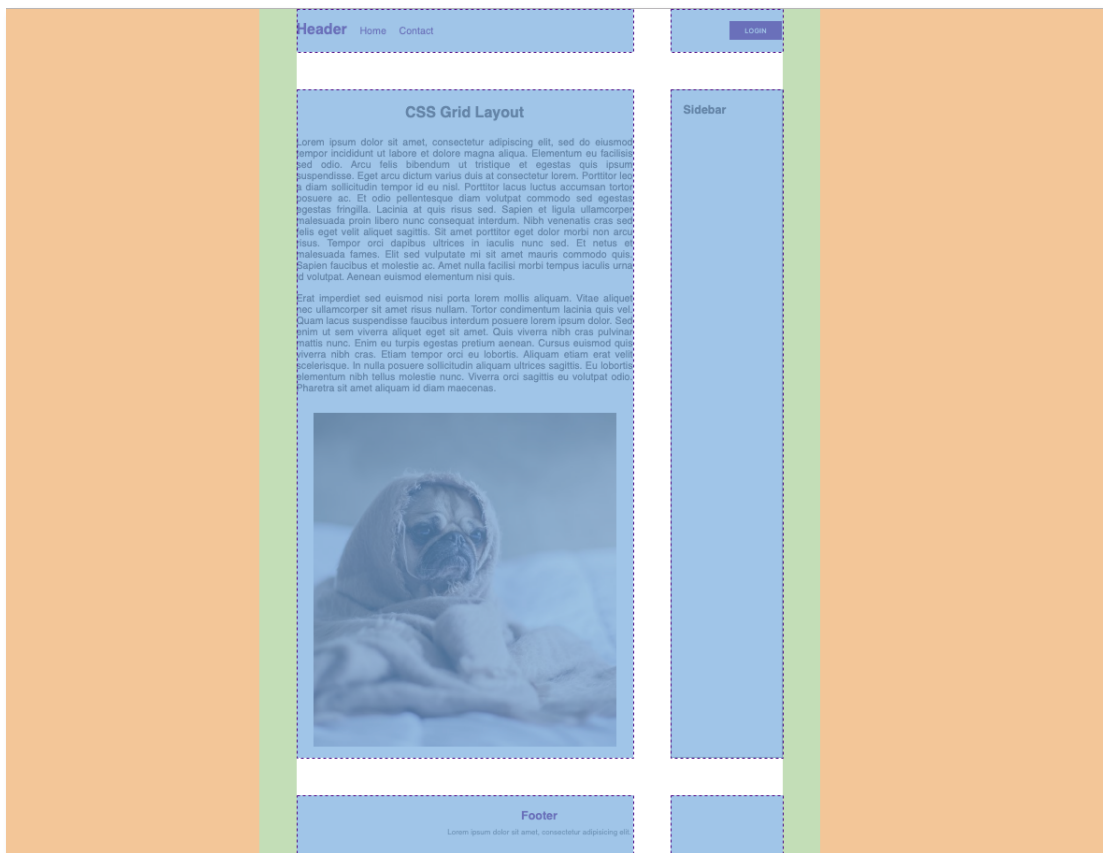 Header Home Contact LOGIN
CSS Grid Layout
Sidebar
Lorem ipsum dolor sit amet, consectetur adipiscing elit, sed do eiusmod
tempor incididunt ut labore et dolore magna aliqua. Elementum eu facilisis
sed odio. Arcu felis bibendum ut tristique et egestas quis ipsum
suspendisse. Eget arcu dictum varius duis at consectetur lorem. Porttitor leo
a diam sollicitudin tempor id eu nisl. Porttitor lacus luctus accumsan tortor
posuere ac. Et odio pellentesque diam volutpat commodo sed egestas
egestas fringilla. Lacinia at quis risus sed. Sapien et ligula ullamcorper
malesuada proin libero nunc consequat interdum. Nibh venenatis cras sed
felis eget velit aliquet sagittis. Sit amet porttitor eget dolor morbi non arcu
risus. Tempor orci dapibus ultrices in iaculis nunc sed. Et netus et
malesuada fames. Elit sed vulputate mi sit amet mauris commodo quis.
Sapien faucibus et molestie ac. Amet nulla facilisi morbi tempus iaculis urna
id volutpat. Aenean euismod elementum nisi quis.
Erat imperdiet sed euismod nisi porta lorem mollis aliquam. Vitae aliquet
nec ullamcorper sit amet risus nullam. Tortor condimentum lacinia quis vel.
Quam lacus suspendisse faucibus interdum posuere lorem ipsum dolor. Sed
enim ut sem viverra aliquet eget sit amet. Quis viverra nibh cras pulvinar
mattis nunc. Enim eu turpis egestas pretium aenean. Cursus euismod quis
viverra nibh cras. Etiam tempor orci eu lobortis. Aliquam etiam erat velit
scelerisque. In nulla posuere sollicitudin aliquam ultrices sagittis. Eu lobortis
elementum nibh tellus molestie nunc. Viverra orci sagittis eu volutpat odio.
Pharetra sit amet aliquam id diam maecenas.
Footer
Lorem ipsum dolor sit amet, consectetur adipisicing elit.